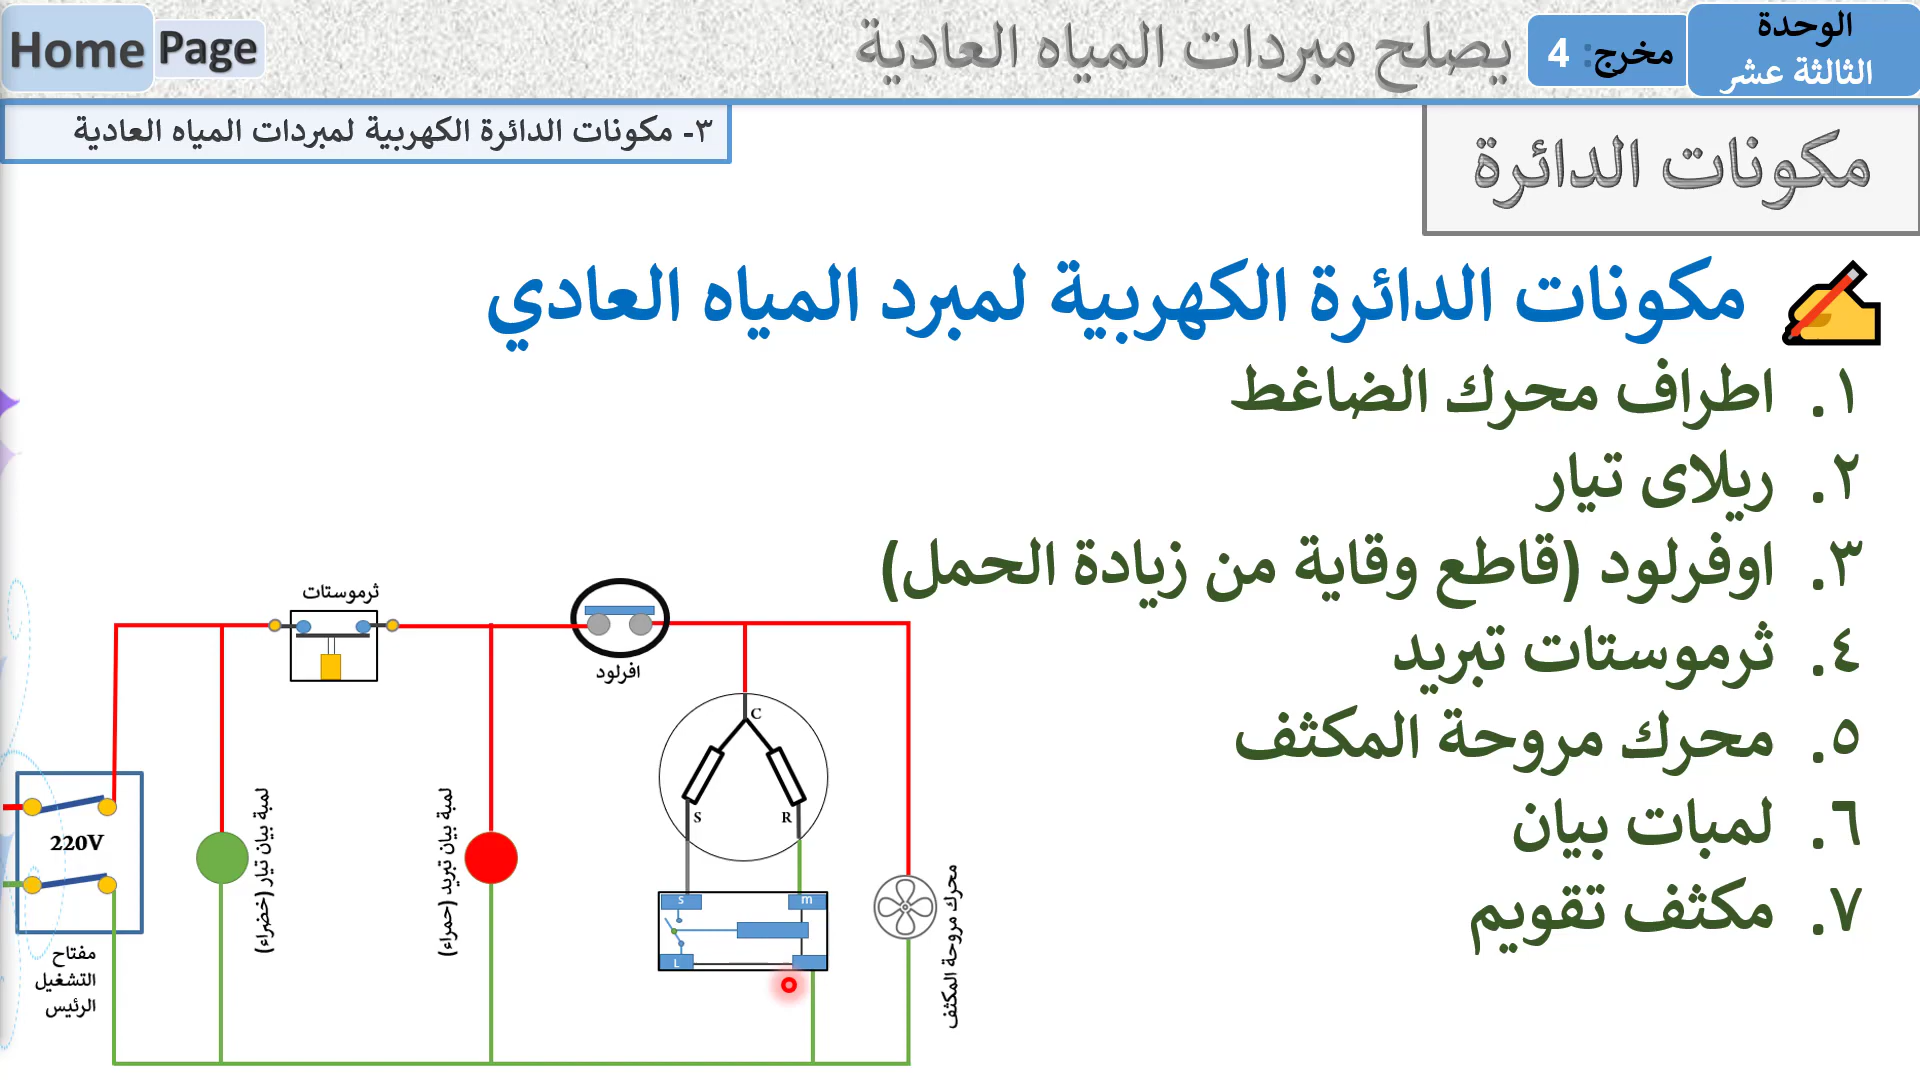 الوحدة
الثالثة عشر
مخرج: 4
يصلح مبردات المياه العادية
Home Page
٣- مكونات الدائرة الكهربية لمبردات المياه العادية
مكونات الدائرة
مكونات الدائرة الكهربية لمبرد المياه العادي
١. اطراف محرك الضاغط
٢. ريلاى تيار
٣. اوفرلود (قاطع وقاية من زيادة الحمل)
٤. ثرموستات تبريد
٥. محرك مروحة المكثف
٦. لمبات بيان
٧. مكثف تقويم
ثرموستات
افرلود
C
S
R
s
m
L
220V
لمبة بيان تيار (خضراء)
لمبة بيان تبريد (حمراء)
محرك مروحة المكثف
مفتاح
التشغيل
الرئيس